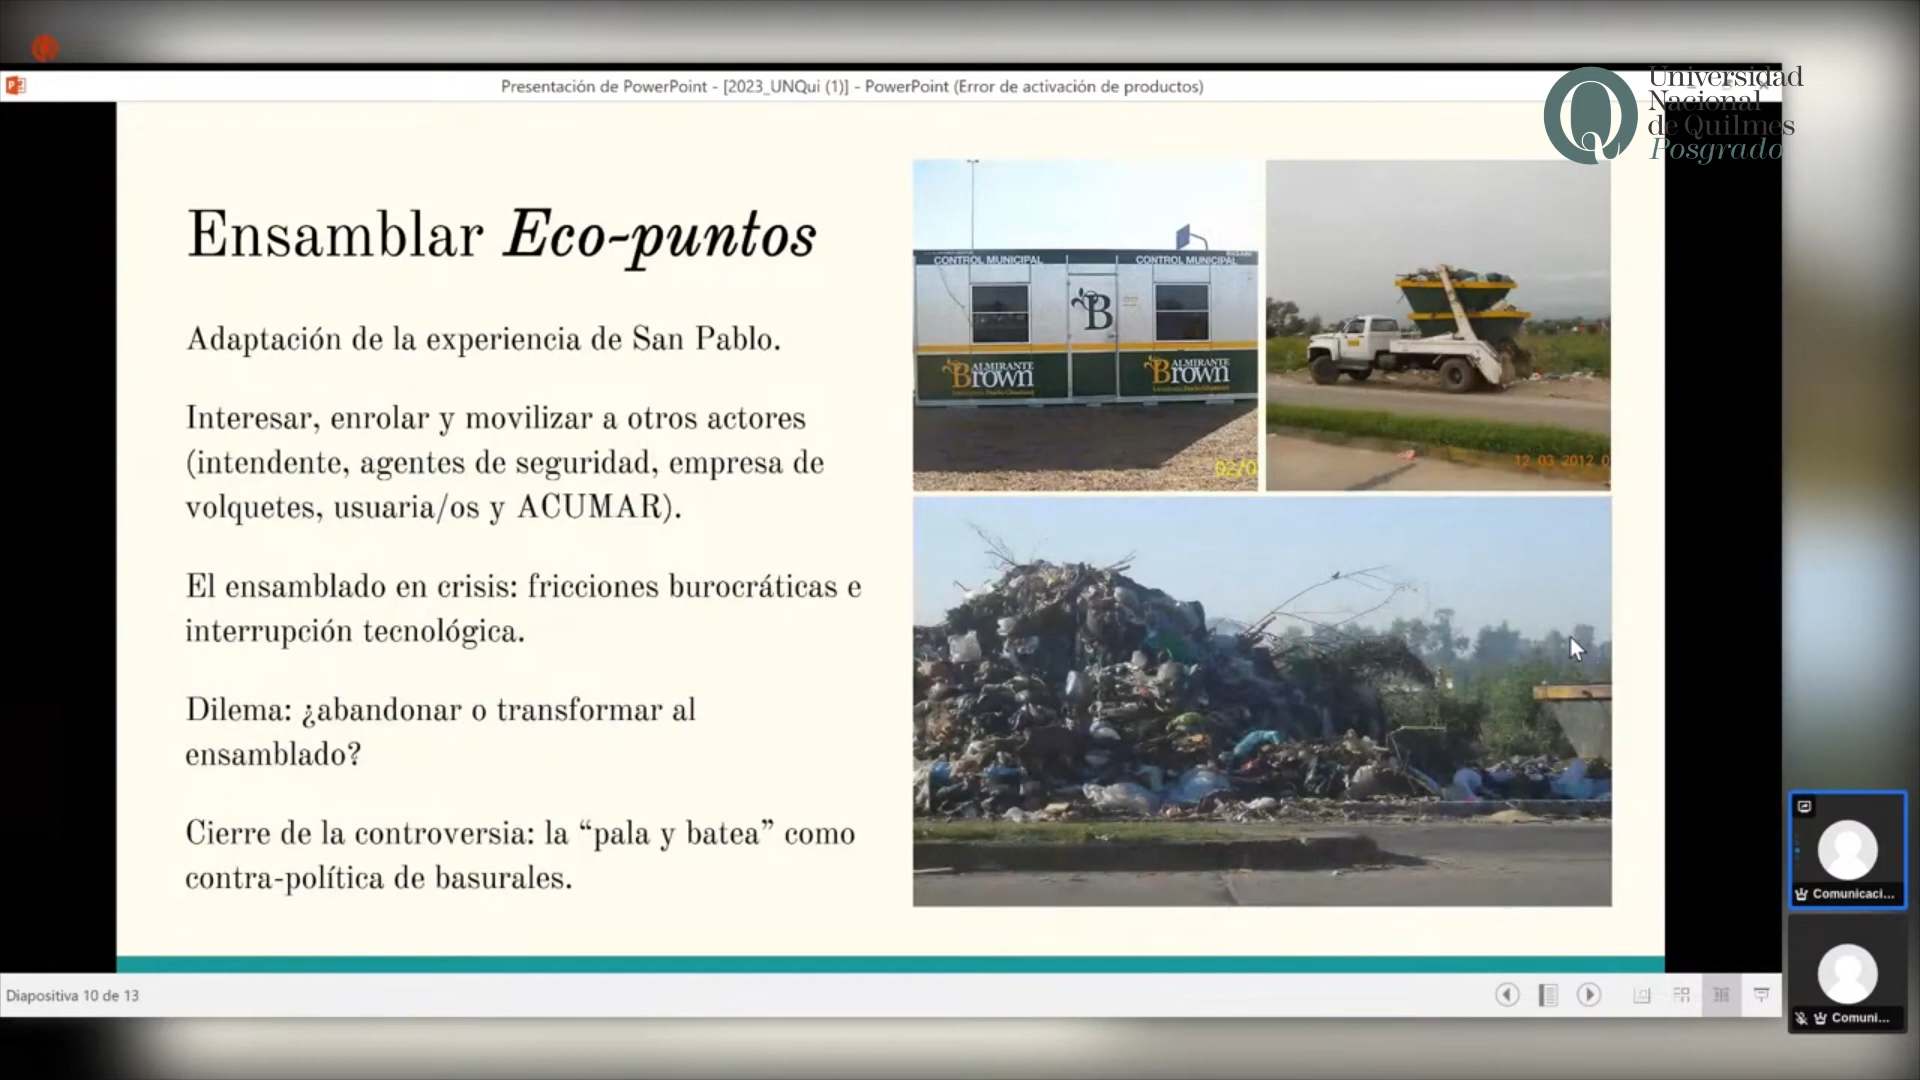 Presentación de PowerPoint - [2023_UNQui (1)] - PowerPoint (Error de activación de productos)
Universidad
Nacional
de Quilmes
Posgrado
Ensamblar Eco-puntos
Adaptación de la experiencia de San Pablo.
Interesar, enrolar y movilizar a otros actores
(intendente, agentes de seguridad, empresa de
volquetes, usuaria/os y ACUMAR).
El ensamblado en crisis: fricciones burocráticas e
interrupción tecnológica.
Dilema: ¿abandonar o transformar al
ensamblado?
Cierre de la controversia: la “pala y batea” como
contra-política de basurales.
CONTROL MUNICIPAL
CONTROL MUNICIPAL
B
ALMIRANTE
Brown
ALMIRANTE
Brown
02/0
12 03 2012 0
Comunicaci...
Comuni...
Diapositiva 10 de 13